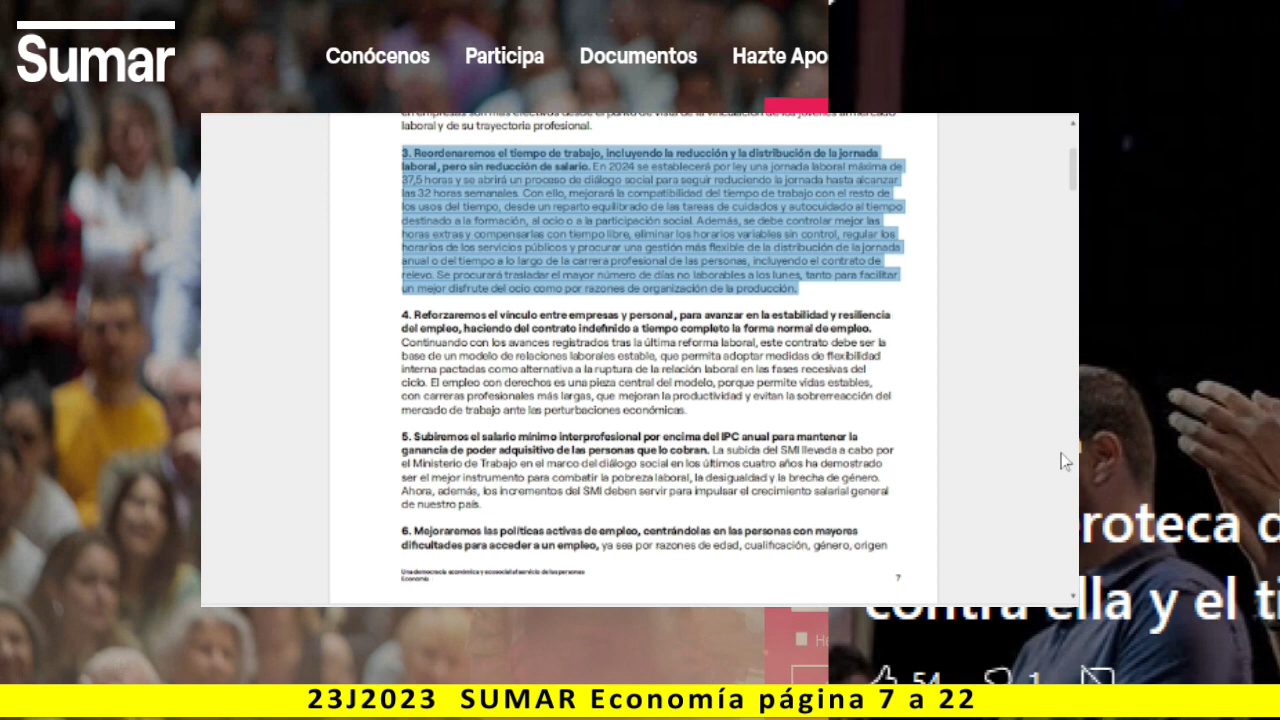 Sumar
Conócenos Participa Documentos Hazte Apo
laboral y de su trayectoria profesional.
3. Reordenaremos el tiempo de trabajo, incluyendo la reducción y la distribución de la jornada
laboral, pero sin reducción de salario. En 2024 se establecerá por ley una jornada laboral máxima de
37,5 horas y se abrirá un proceso de diálogo social para seguir reduciendo la jornada hasta alcanzar
las 32 horas semanales. Con ello, mejorará la compatibilidad del tiempo de trabajo con el resto de
los usos del tiempo, desde un reparto equilibrado de las tareas de cuidados y autocuidado al tiempo
destinado a la formación, al ocio o a la participación social. Además, se debe controlar mejor las
horas extras y compensarlas con tiempo libre, eliminar los horarios variables sin control, regular los
horarios de los servicios públicos y procurar una gestión más flexible de la distribución de la jornada
anual o del tiempo a lo largo de la carrera profesional de las personas, incluyendo el contrato de
relevo. Se procurará trasladar el mayor número de días no laborables a los lunes, tanto para facilitar
un mejor disfrute del ocio como por razones de organización de la producción.
4. Reforzaremos el vínculo entre empresas y personal, para avanzar en la estabilidad y resiliencia
del empleo, haciendo del contrato indefinido a tiempo completo la forma normal de empleo.
Continuando con los avances registrados tras la última reforma laboral, este contrato debe ser la
base de un modelo de relaciones laborales estable, que permita adoptar medidas de flexibilidad
interna pactadas como alternativa a la ruptura de la relación laboral en las fases recesivas del
ciclo. El empleo con derechos es una pieza central del modelo, porque permite vidas estables,
con carreras profesionales más largas, que mejoran la productividad y evitan la sobrerreacción del
mercado de trabajo ante las perturbaciones económicas.
5. Subiremos el salario mínimo interprofesional por encima del IPC anual para mantener la
ganancia de poder adquisitivo de las personas que lo cobran. La subida del SMI llevada a cabo por
el Ministerio de Trabajo en el marco del diálogo social en los últimos cuatro años ha demostrado
ser el mejor instrumento para combatir la pobreza laboral, la desigualdad y la brecha de género.
Ahora, además, los incrementos del SMI deben servir para impulsar el crecimiento salarial general
de nuestro país.
6. Mejoraremos las políticas activas de empleo, centrándolas en las personas con mayores
dificultades para acceder a un empleo, ya sea por razones de edad, cualificación, género, origen
Una democracia económica y ecosocial al servicio de las personas
Economía 7
roteca d
contra ella y el ti
54 1
23J2023 SUMAR Economía página 7 a 22